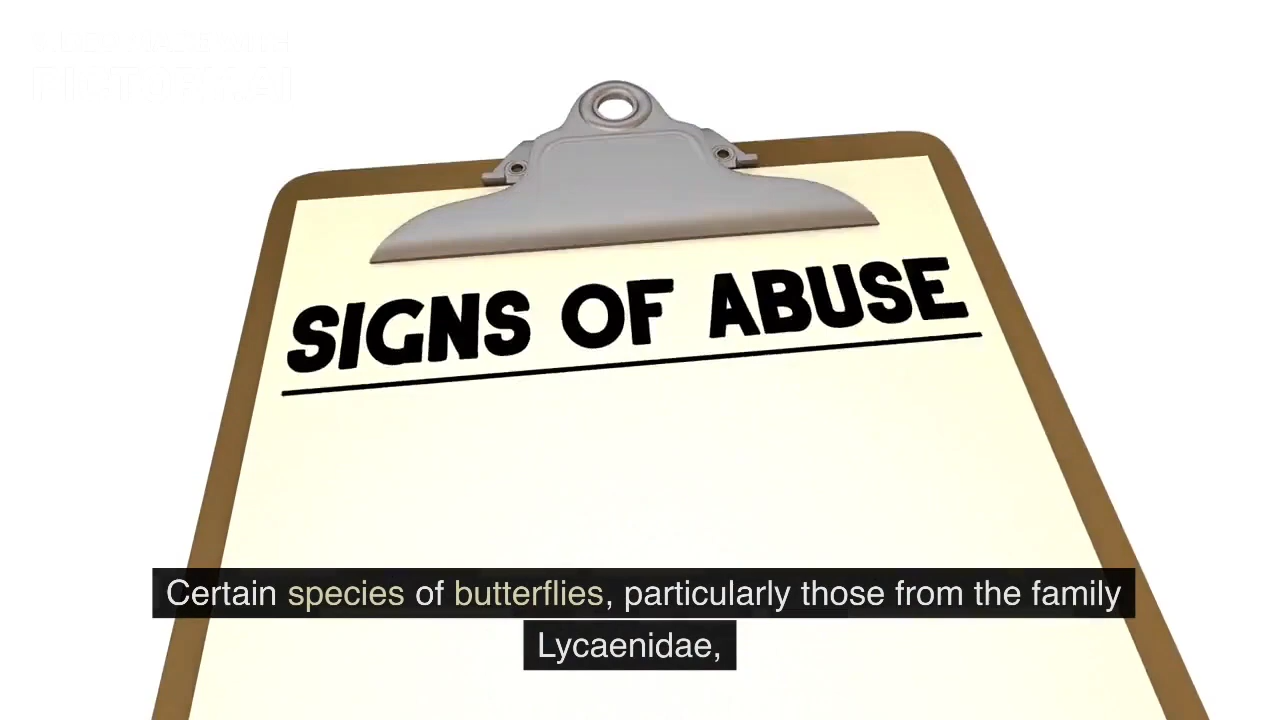 SIGNS OF ABUSE
Certain species of butterflies, particularly those from the family
Lycaenidae,